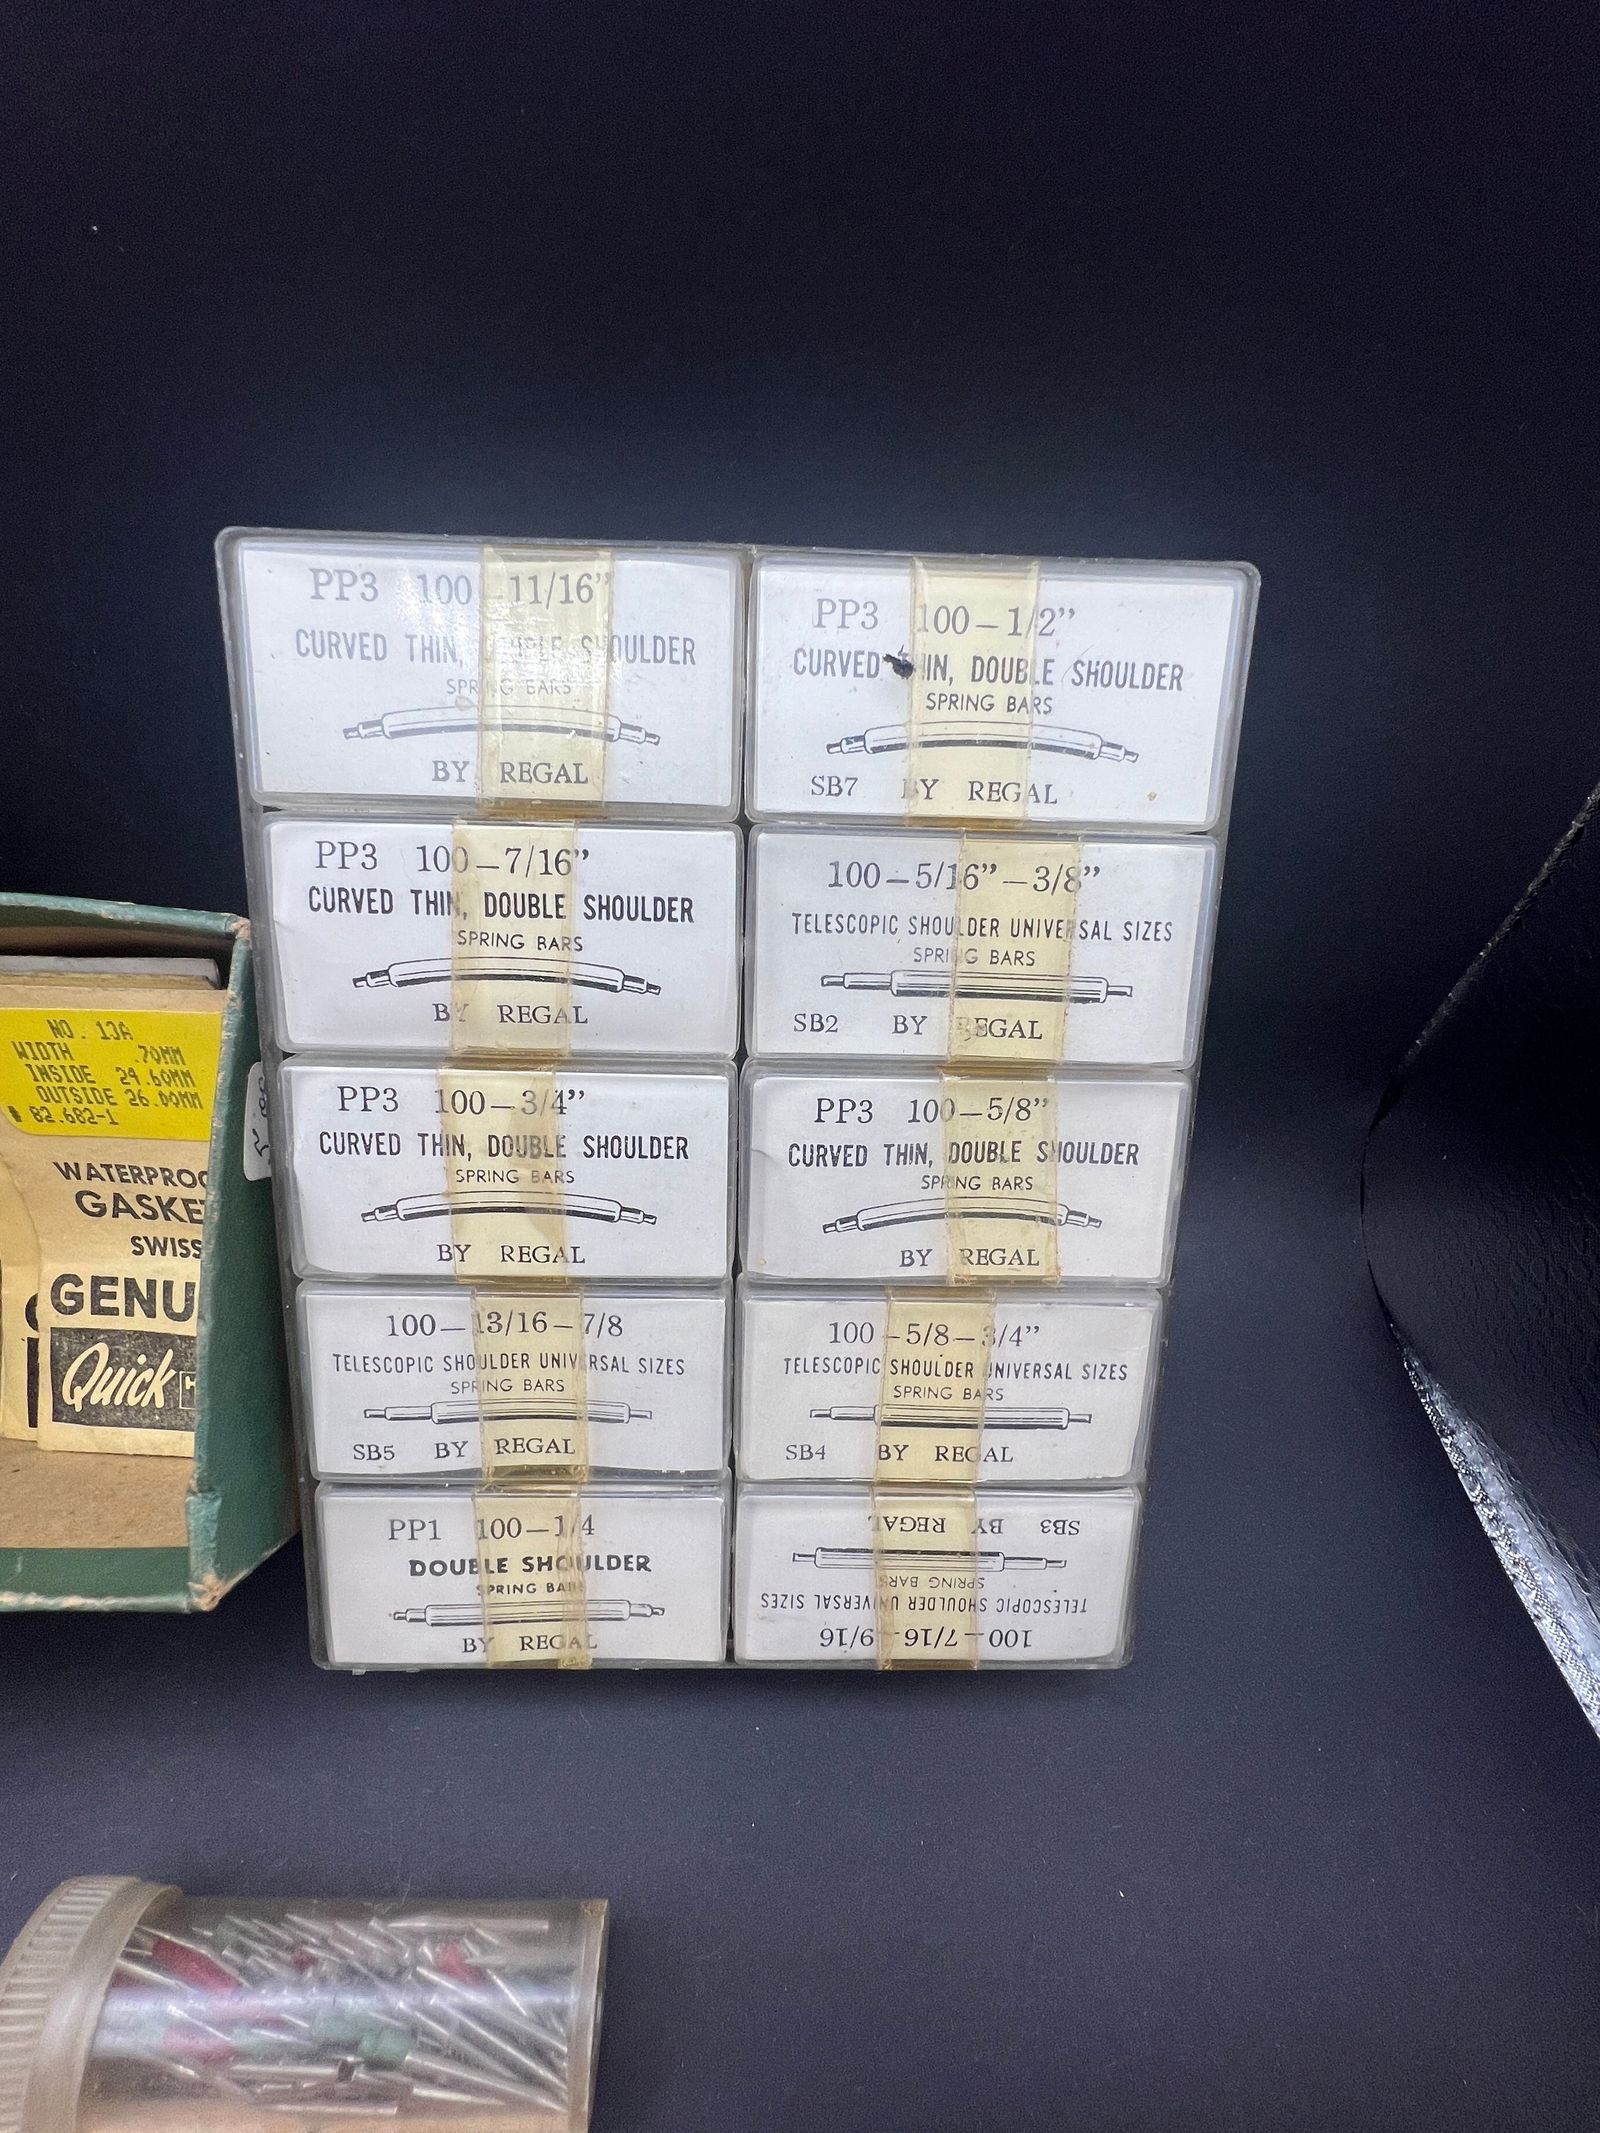 PP3 100-11/16"
CURVED THIN, DOUBLE SHOULDER
SPRING BARS
BY REGAL
PP3 100-1/2"
CURVED THIN, DOUBLE SHOULDER
SPRING BARS
SB7 BY REGAL
PP3 100-7/16"
CURVED THIN, DOUBLE SHOULDER
SPRING BARS
BY REGAL
100-5/16"-3/8"
TELESCOPIC SHOULDER UNIVERSAL SIZES
SPRING BARS
SB2 BY REGAL
PP3 100-3/4"
CURVED THIN, DOUBLE SHOULDER
SPRING BARS
BY REGAL
PP3 100-5/8"
CURVED THIN, DOUBLE SHOULDER
SPRING BARS
BY REGAL
100-13/16-7/8
TELESCOPIC SHOULDER UNIVERSAL SIZES
SPRING BARS
SB5 BY REGAL
100-5/8-3/4"
TELESCOPIC SHOULDER UNIVERSAL SIZES
SPRING BARS
SB4 BY REGAL
PP1 100-1/4
DOUBLE SHOULDER
SPRING BARS
BY REGAL
100-7/16-9/16
TELESCOPIC SHOULDER UNIVERSAL SIZES
SPRING BARS
SB3 BY REGAL
NO. 13A
WIDTH .70MM
INSIDE 24.60MM
OUTSIDE 26.00MM
# 82.682-1
WATERPROO
GASKE
SWISS
GENU
Quick